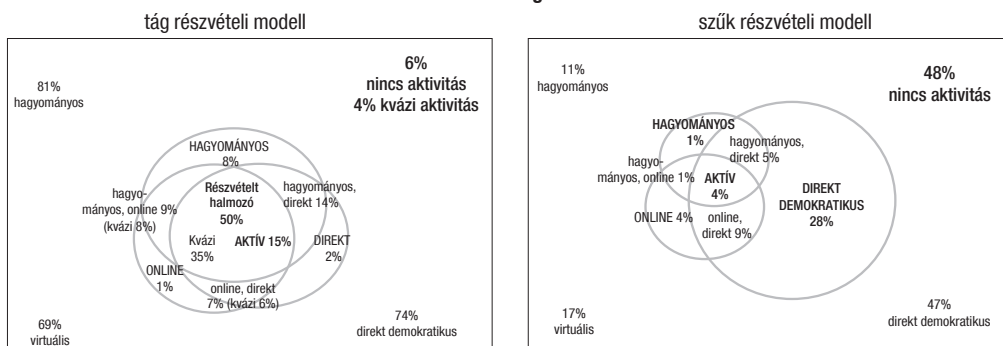 tág részvételi modell
6%
nincs aktivitás
4% kvázi aktivitás
81%
hagyományos
HAGYOMÁNYOS
8%
hagyo-
mányos, online 9%
(kvázi 8%)
Részvételt
halmozó
50%
hagyományos,
direkt 14%
Kvázi
35%
AKTÍV 15%
DIREKT
2%
ONLINE
1%
online, direkt
7% (kvázi 6%)
69%
virtuális
74%
direkt demokratikus
szűk részvételi modell
11%
hagyományos
48%
nincs aktivitás
HAGYOMÁNYOS
1%
hagyományos,
direkt 5%
hagyo-
mányos, online 1%
AKTÍV
4%
DIREKT
DEMOKRATIKUS
28%
ONLINE 4%
online,
direkt 9%
17%
virtuális
47%
direkt demokratikus